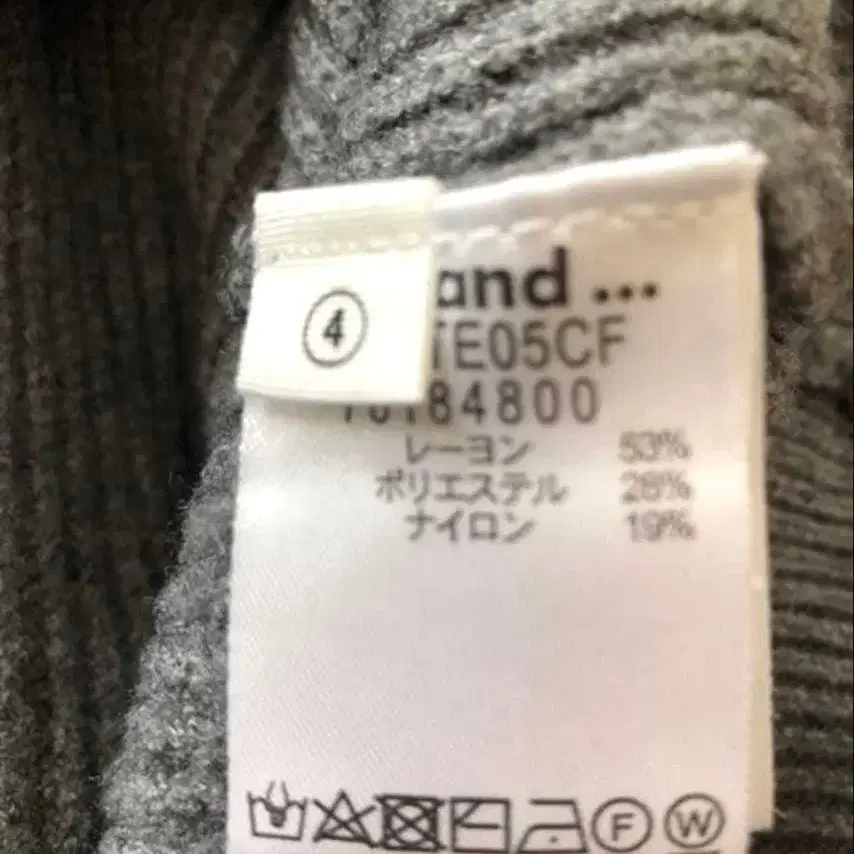 and ...
④
TE05CF
184800
レーヨン 53%
ポリエステル 28%
ナイロン 19%
F W